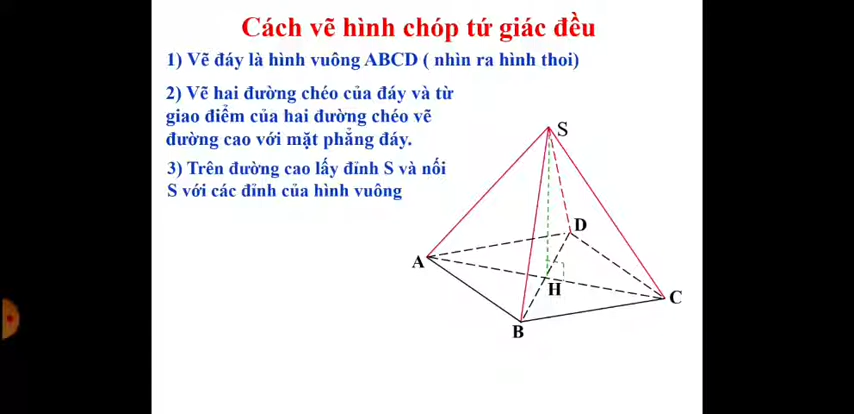 Cách vẽ hình chóp tứ giác đều
1) Vẽ đáy là hình vuông ABCD ( nhìn ra hình thoi)
2) Vẽ hai đường chéo của đáy và từ
giao điểm của hai đường chéo vẽ
đường cao với mặt phẳng đáy.
3) Trên đường cao lấy đỉnh S và nối
S với các đỉnh của hình vuông
S
D
A
H
C
B